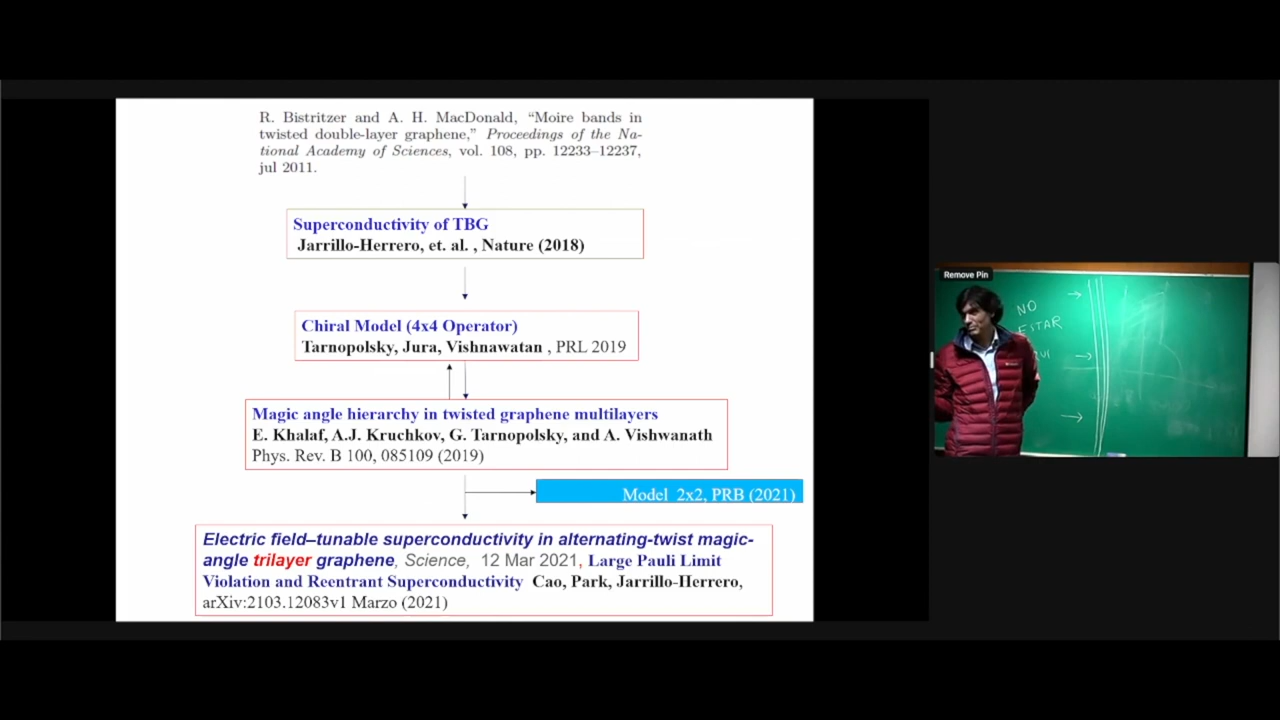 R. Bistritzer and A. H. MacDonald, “Moire bands in
twisted double-layer graphene,” Proceedings of the Na-
tional Academy of Sciences, vol. 108, pp. 12233–12237,
jul 2011.
Superconductivity of TBG
Jarrillo-Herrero, et. al. , Nature (2018)
Chiral Model (4x4 Operator)
Tarnopolsky, Jura, Vishnawatan , PRL 2019
Magic angle hierarchy in twisted graphene multilayers
E. Khalaf, A.J. Kruchkov, G. Tarnopolsky, and A. Vishwanath
Phys. Rev. B 100, 085109 (2019)
Model 2x2, PRB (2021)
Electric field–tunable superconductivity in alternating-twist magic-
angle trilayer graphene, Science, 12 Mar 2021, Large Pauli Limit
Violation and Reentrant Superconductivity Cao, Park, Jarrillo-Herrero,
arXiv:2103.12083v1 Marzo (2021)
Remove Pin
NO
ESTAR